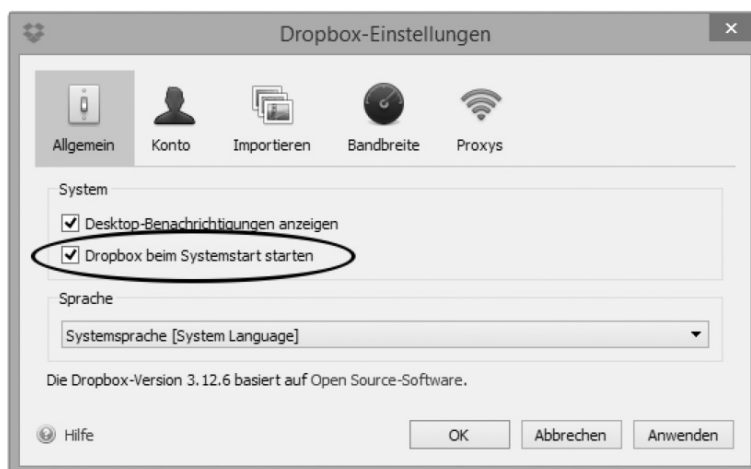 Dropbox-Einstellungen
Allgemein Konto Importieren Bandbreite Proxys
System
Desktop-Benachrichtigungen anzeigen
Dropbox beim Systemstart starten
Sprache
Systemsprache [System Language]
Die Dropbox-Version 3.12.6 basiert auf Open Source-Software.
Hilfe OK Abbrechen Anwenden